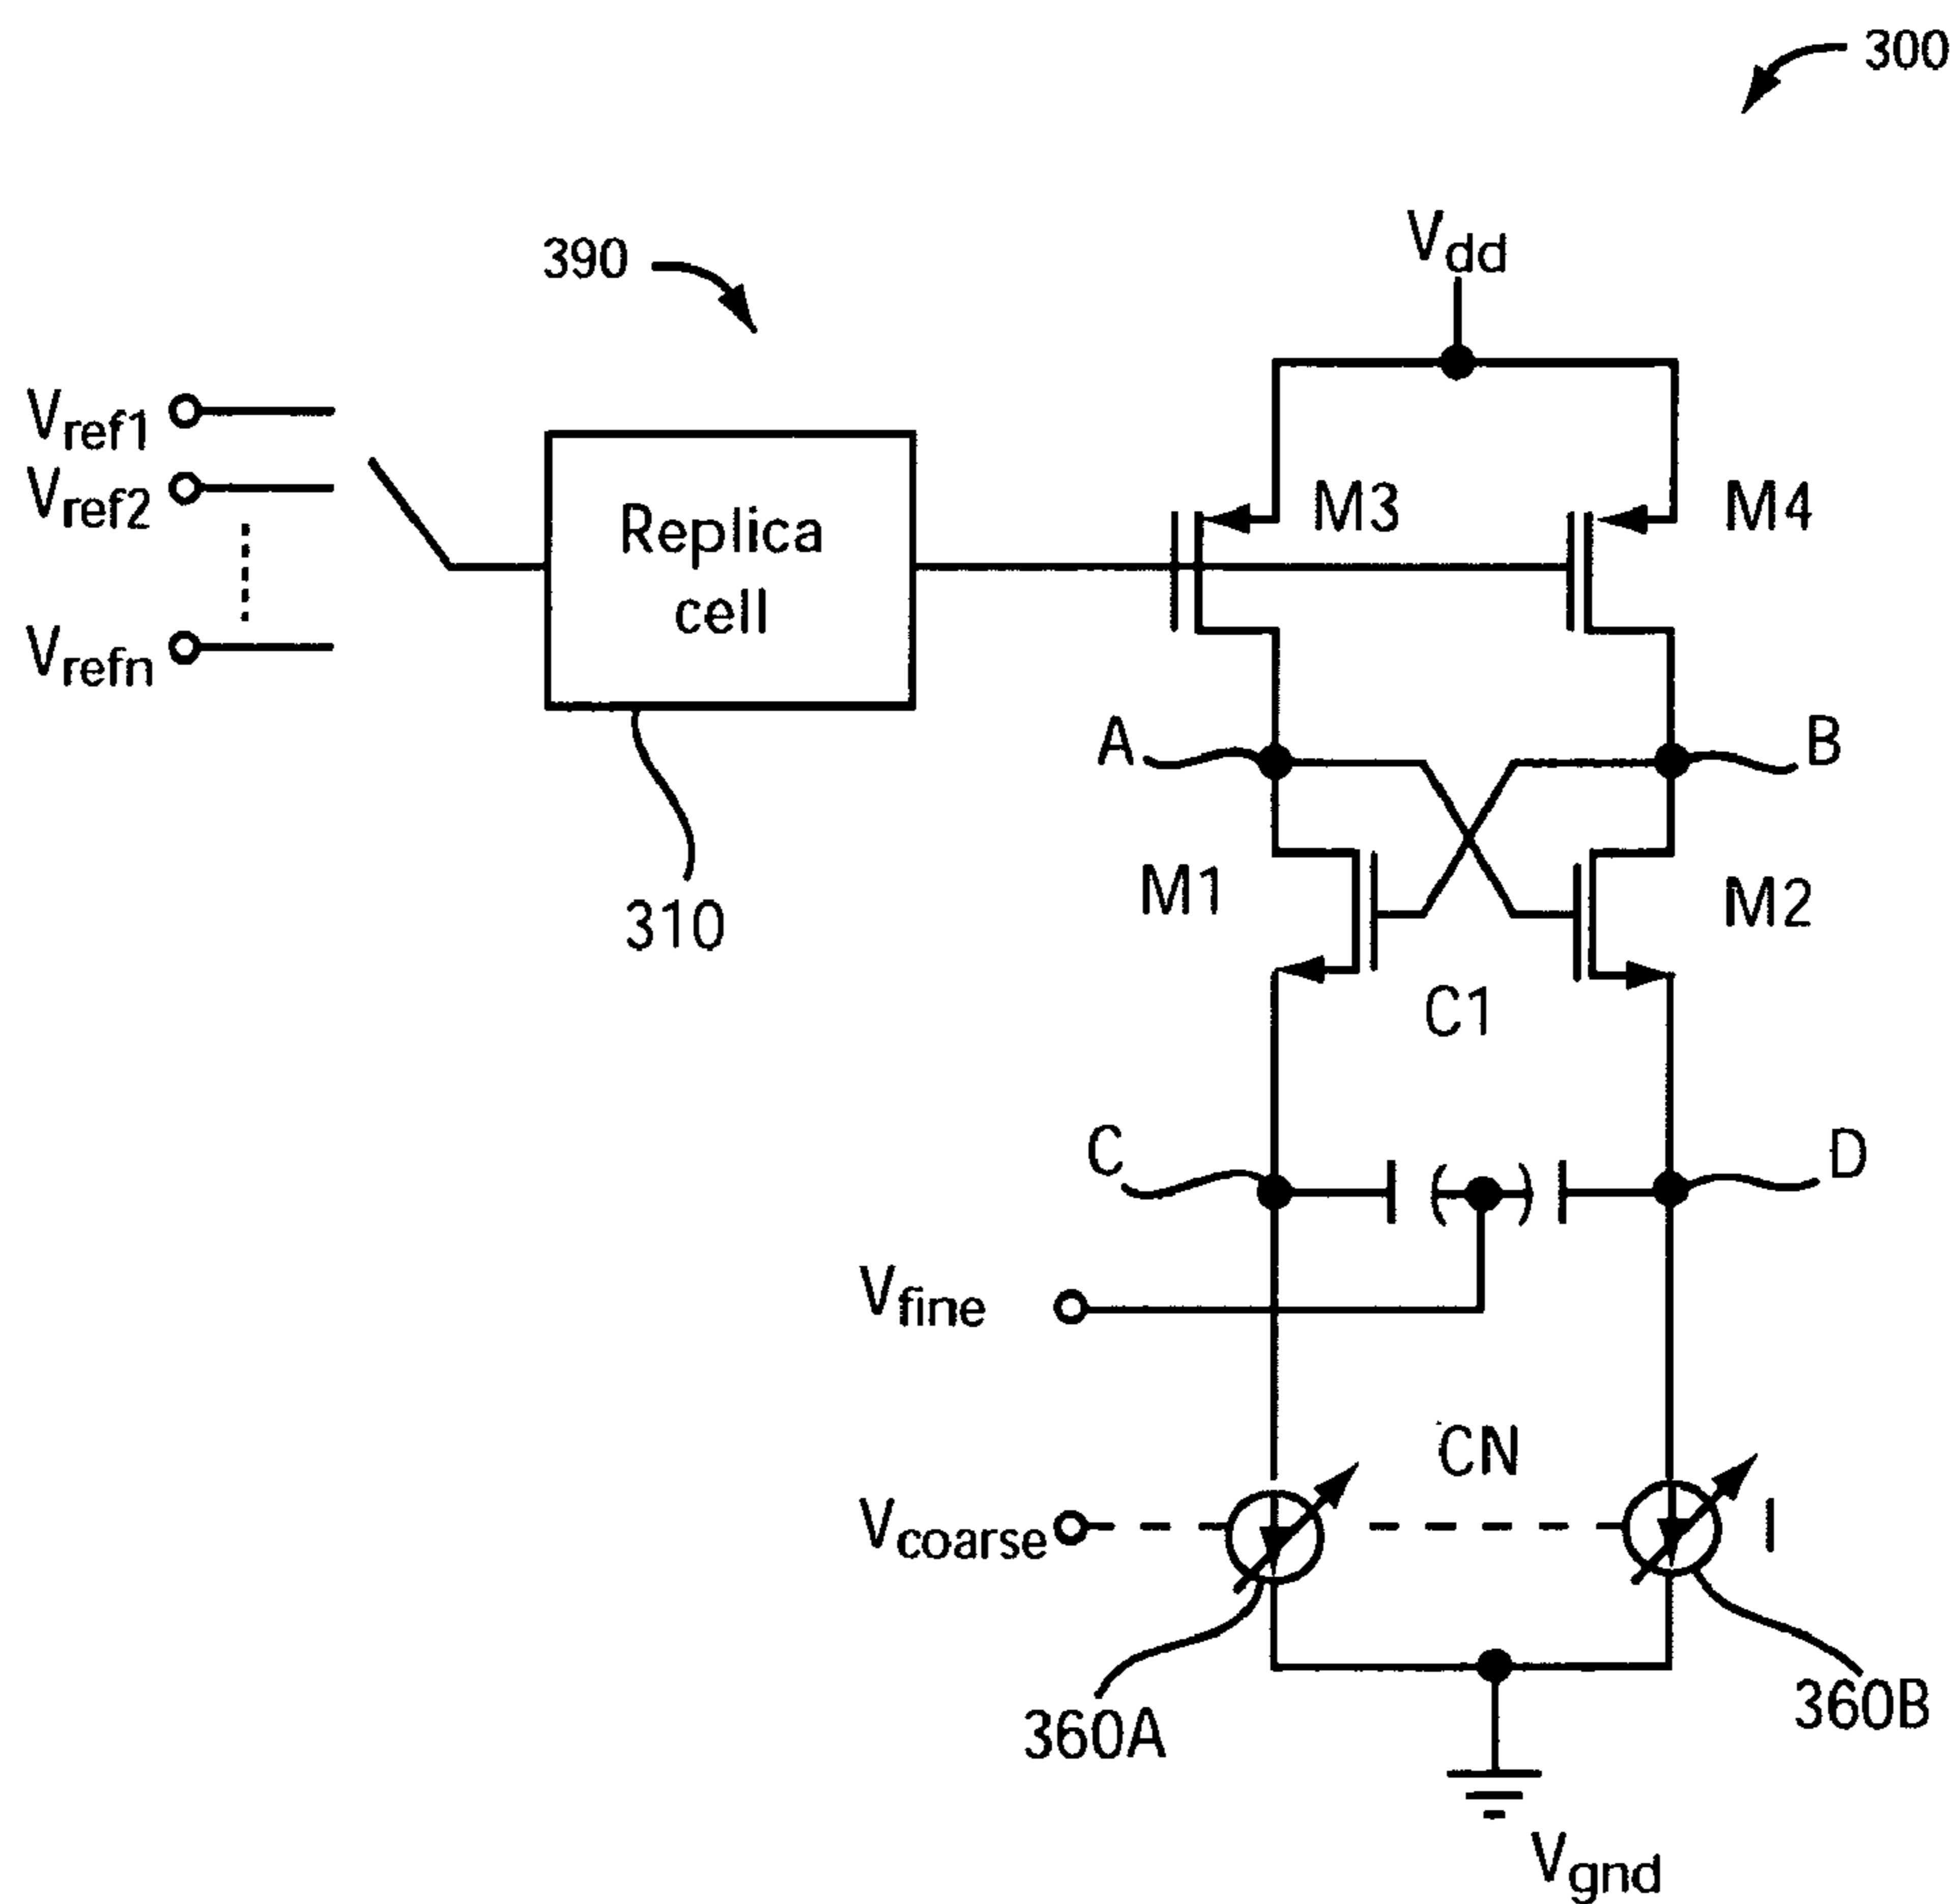 300
390
Vdd
Vref1
Vref2
Vrefn
Replica
cell
M3
M4
A
B
310
M1
M2
C1
C
D
Vfine
CN
Vcoarse
I
360A
360B
Vgnd